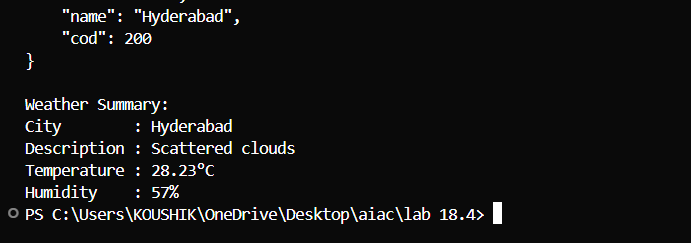 "name": "Hyderabad",
"cod": 200
}
Weather Summary:
City : Hyderabad
Description : Scattered clouds
Temperature : 28.23°C
Humidity : 57%
PS C:\Users\KOUSHIK\OneDrive\Desktop\aiac\lab 18.4>